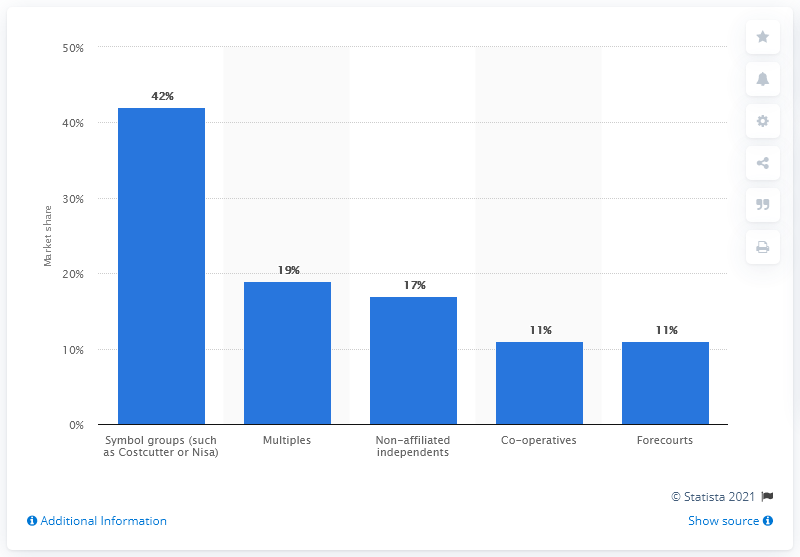 50%
42%
40%
30%
Market share
20%
19%
17%
11%
11%
10%
0%
Symbol groups (such
as Costcutter or Nisa)
Multiples
Non-affiliated
independents
Co-operatives
Forecourts
© Statista 2021
Additional Information
Show source